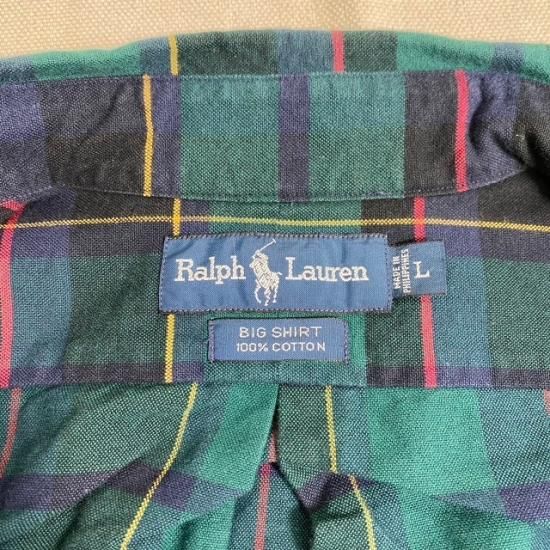 Ralph Lauren
MADE IN
PHILIPPINES
L
BIG SHIRT
100% COTTON